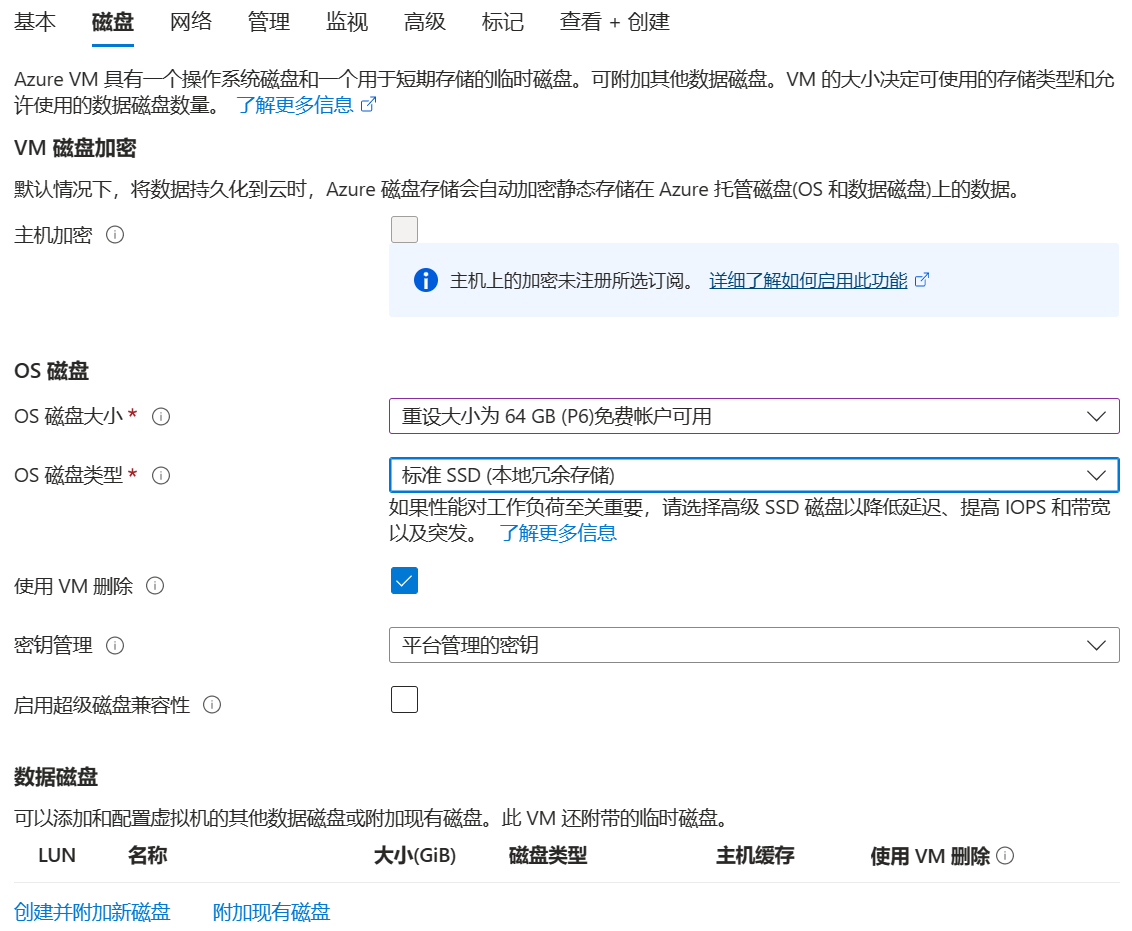 基本 磁盘 网络 管理 监视 高级 标记 查看 + 创建
Azure VM 具有一个操作系统磁盘和一个用于短期存储的临时磁盘。可附加其他数据磁盘。VM 的大小决定可使用的存储类型和允
许使用的数据磁盘数量。 了解更多信息
VM 磁盘加密
默认情况下，将数据持久化到云时，Azure 磁盘存储会自动加密静态存储在 Azure 托管磁盘(OS 和数据磁盘)上的数据。
主机加密
主机上的加密未注册所选订阅。 详细了解如何启用此功能
OS 磁盘
OS 磁盘大小 * 重设大小为 64 GB (P6)免费帐户可用
OS 磁盘类型 * 标准 SSD (本地冗余存储)
如果性能对工作负荷至关重要，请选择高级 SSD 磁盘以降低延迟、提高 IOPS 和带宽
以及突发。 了解更多信息
使用 VM 删除
密钥管理 平台管理的密钥
启用超级磁盘兼容性
数据磁盘
可以添加和配置虚拟机的其他数据磁盘或附加现有磁盘。此 VM 还附带的临时磁盘。
LUN 名称 大小(GiB) 磁盘类型 主机缓存 使用 VM 删除
创建并附加新磁盘 附加现有磁盘